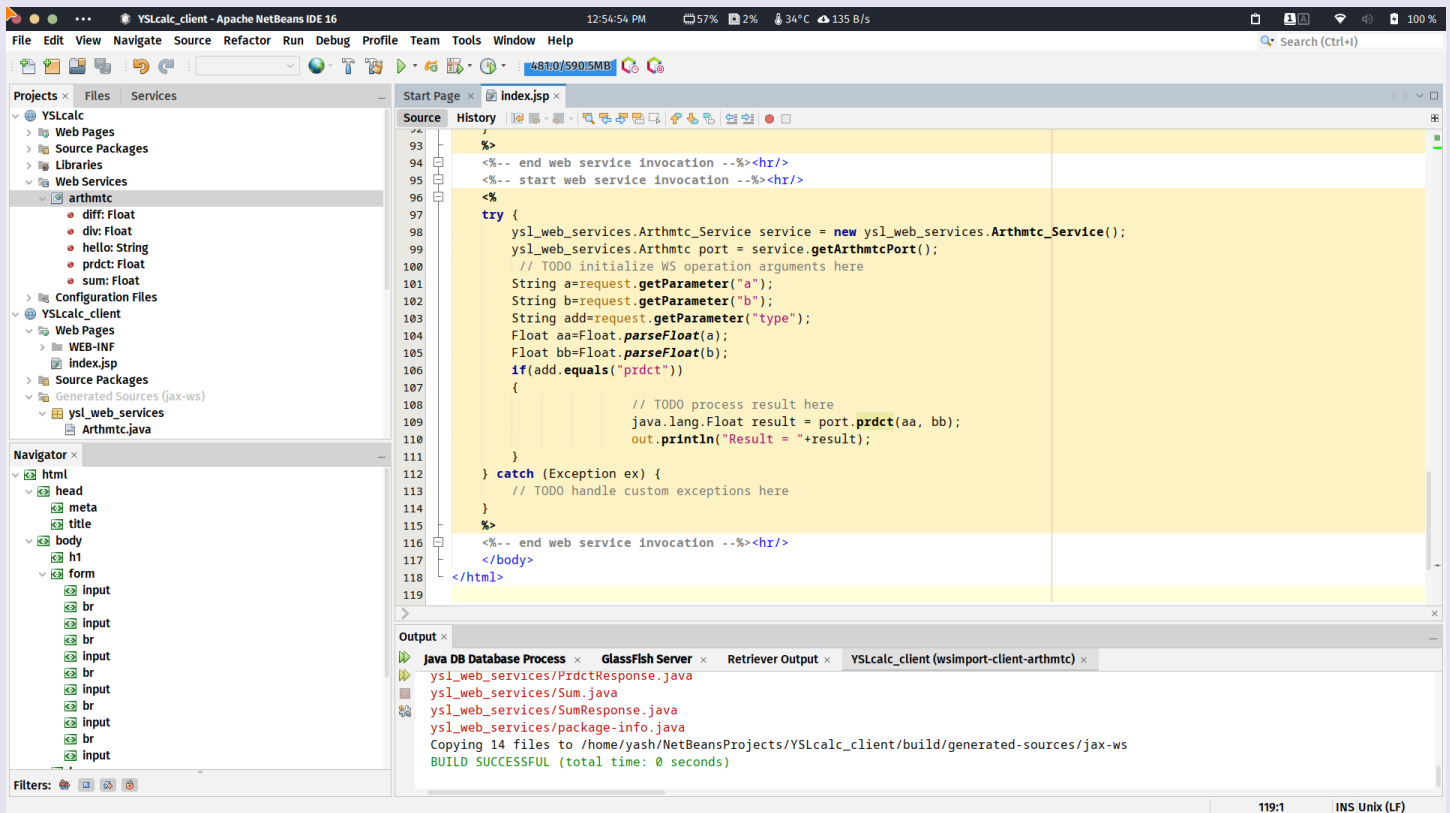 YSLcalc_client - Apache NetBeans IDE 16
12:54:54 PM
57%
2%
34°C
135 B/s
1
A
100 %
File Edit View Navigate Source Refactor Run Debug Profile Team Tools Window Help
Search (Ctrl+I)
481.0/590.5MB
Projects
Files
Services
YSLcalc
Web Pages
Source Packages
Libraries
Web Services
arthmtc
diff: Float
div: Float
hello: String
prdct: Float
sum: Float
Configuration Files
YSLcalc_client
Web Pages
WEB-INF
index.jsp
Source Packages
Generated Sources (jax-ws)
ysl_web_services
Arthmtc.java
Navigator
html
head
meta
title
body
h1
form
input
br
input
br
input
br
input
br
input
br
input
Filters:
Start Page
index.jsp
Source
History
92 }
93 %>
94 <%-- end web service invocation --%><hr/>
95 <%-- start web service invocation --%><hr/>
96 <%
97 try {
98 ysl_web_services.Arthmtc_Service service = new ysl_web_services.Arthmtc_Service();
99 ysl_web_services.Arthmtc port = service.getArthmtcPort();
100 // TODO initialize WS operation arguments here
101 String a=request.getParameter("a");
102 String b=request.getParameter("b");
103 String add=request.getParameter("type");
104 Float aa=Float.parseFloat(a);
105 Float bb=Float.parseFloat(b);
106 if(add.equals("prdct"))
107 {
108 // TODO process result here
109 java.lang.Float result = port.prdct(aa, bb);
110 out.println("Result = "+result);
111 }
112 } catch (Exception ex) {
113 // TODO handle custom exceptions here
114 }
115 %>
116 <%-- end web service invocation --%><hr/>
117 </body>
118 </html>
119
Output
Java DB Database Process
GlassFish Server
Retriever Output
YSLcalc_client (wsimport-client-arthmtc)
ysl_web_services/PrdctResponse.java
ysl_web_services/Sum.java
ysl_web_services/SumResponse.java
ysl_web_services/package-info.java
Copying 14 files to /home/yash/NetBeansProjects/YSLcalc_client/build/generated-sources/jax-ws
BUILD SUCCESSFUL (total time: 0 seconds)
119:1
INS Unix (LF)